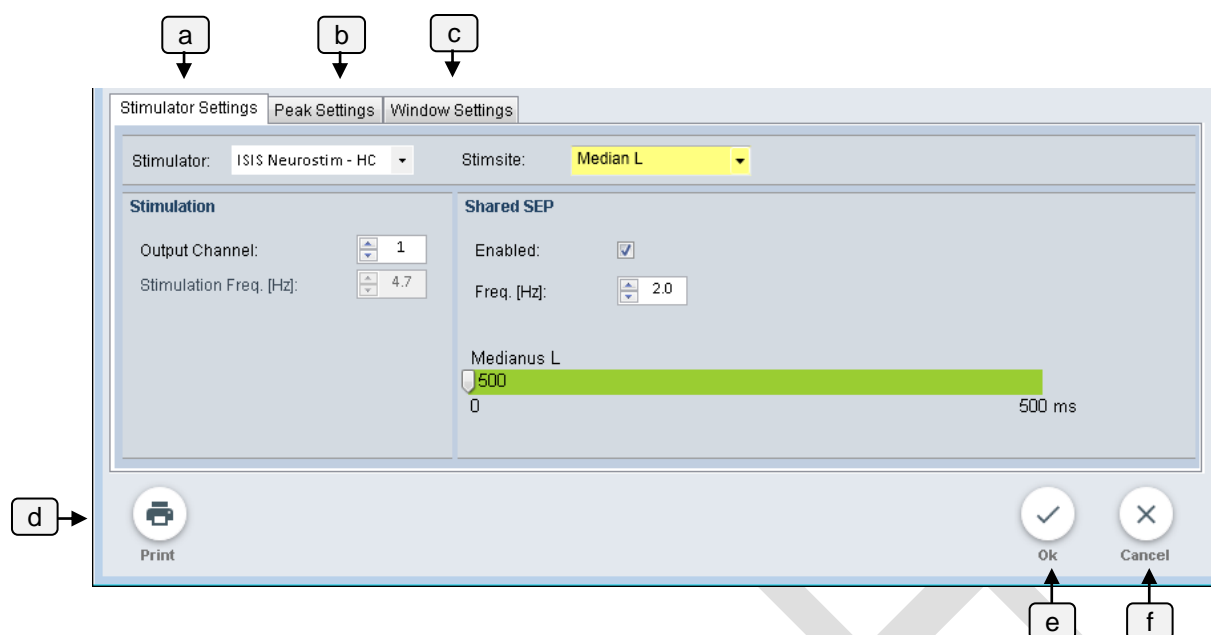 a b c
Stimulator Settings Peak Settings Window Settings
Stimulator: ISIS Neurostim - HC Stimsite: Median L
Stimulation Shared SEP
Output Channel: 1 Enabled:
Stimulation Freq. [Hz]: 4.7 Freq. [Hz]: 2.0
Medianus L
500
0 500 ms
d
Print Ok Cancel
e f